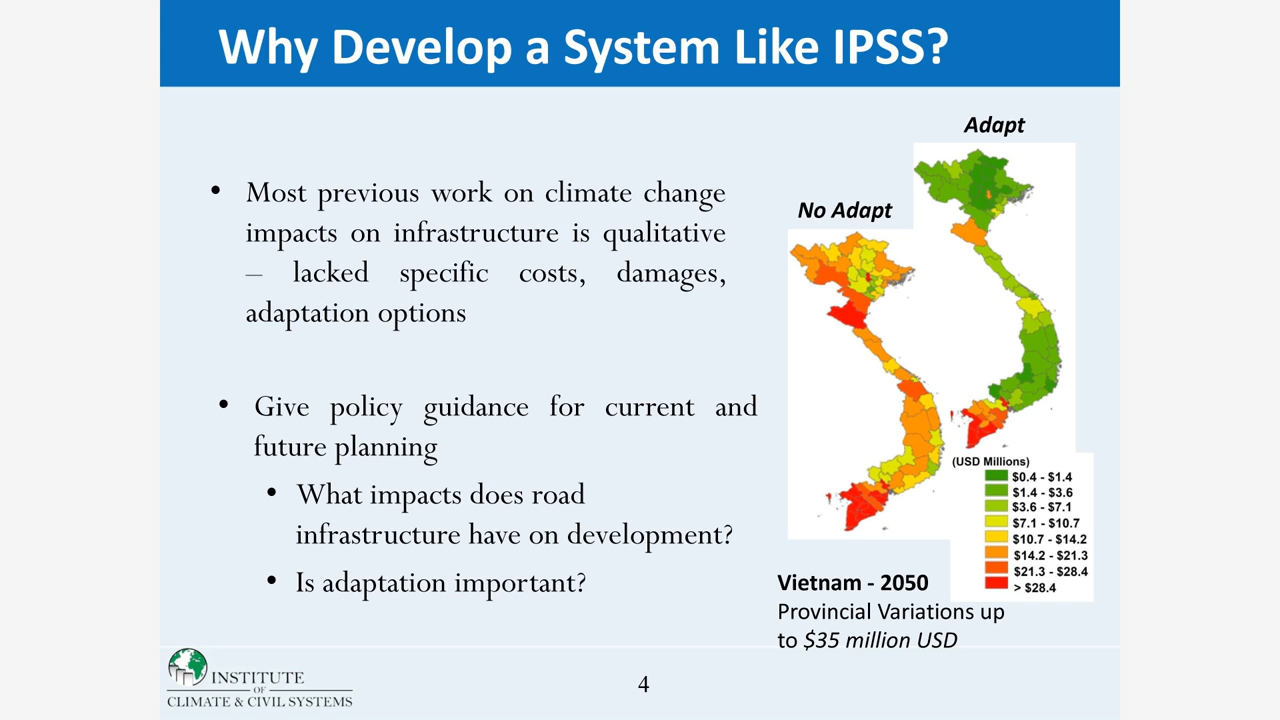 Why Develop a System Like IPSS?
• Most previous work on climate change
impacts on infrastructure is qualitative
– lacked specific costs, damages,
adaptation options
• Give policy guidance for current and
future planning
• What impacts does road
infrastructure have on development?
• Is adaptation important?
Adapt
No Adapt
(USD Millions)
$0.4 - $1.4
$1.4 - $3.6
$3.6 - $7.1
$7.1 - $10.7
$10.7 - $14.2
$14.2 - $21.3
$21.3 - $28.4
> $28.4
Vietnam - 2050
Provincial Variations up
to $35 million USD
INSTITUTE
OF
CLIMATE & CIVIL SYSTEMS
4